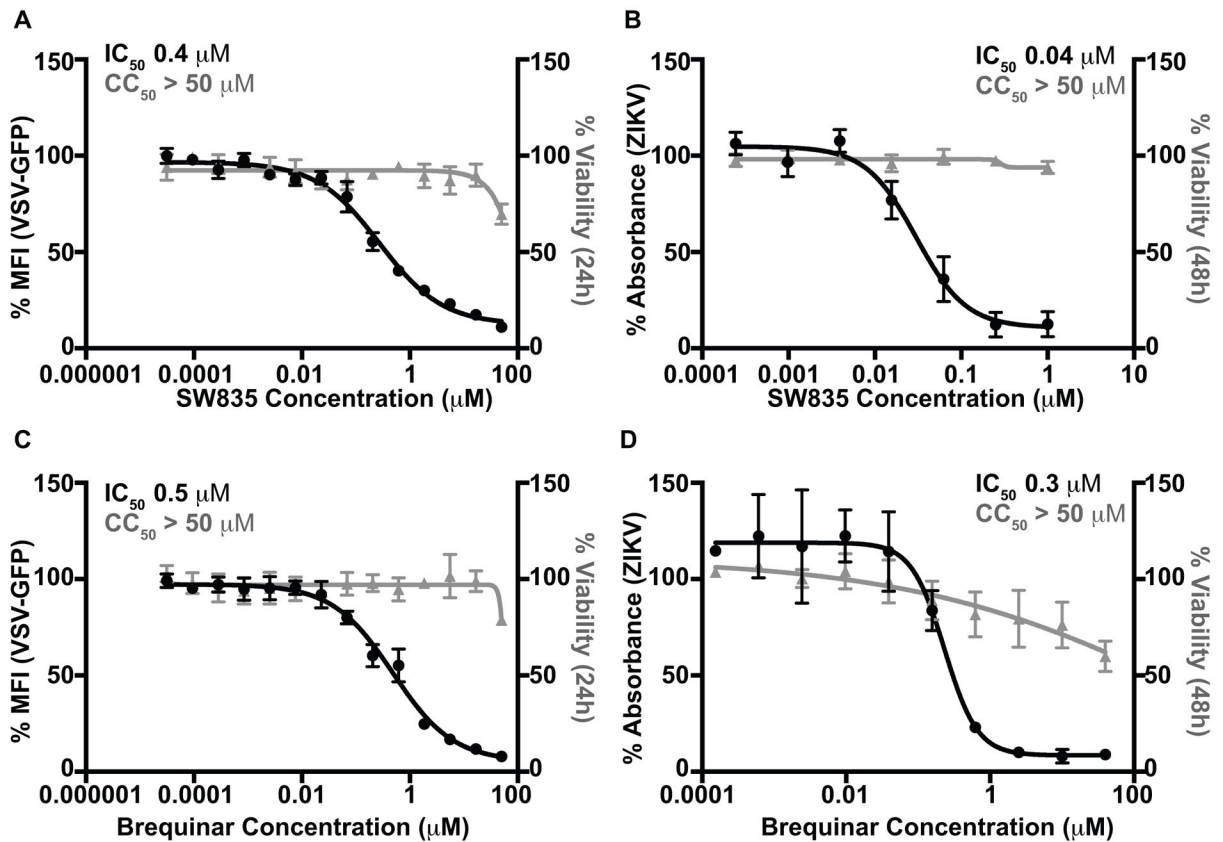 A
IC50 0.4 μM
CC50 > 50 μM
% MFI (VSV-GFP)
150
100
50
0
% Viability (24h)
150
100
50
0
0.000001 0.0001 0.01 1 100
SW835 Concentration (μM)
B
IC50 0.04 μM
CC50 > 50 μM
% Absorbance (ZIKV)
150
100
50
0
% Viability (48h)
150
100
50
0
0.0001 0.001 0.01 0.1 1 10
SW835 Concentration (μM)
C
IC50 0.5 μM
CC50 > 50 μM
% MFI (VSV-GFP)
150
100
50
0
% Viability (24h)
150
100
50
0
0.000001 0.0001 0.01 1 100
Brequinar Concentration (μM)
D
IC50 0.3 μM
CC50 > 50 μM
% Absorbance (ZIKV)
150
100
50
0
% Viability (48h)
150
100
50
0
0.0001 0.01 1 100
Brequinar Concentration (μM)